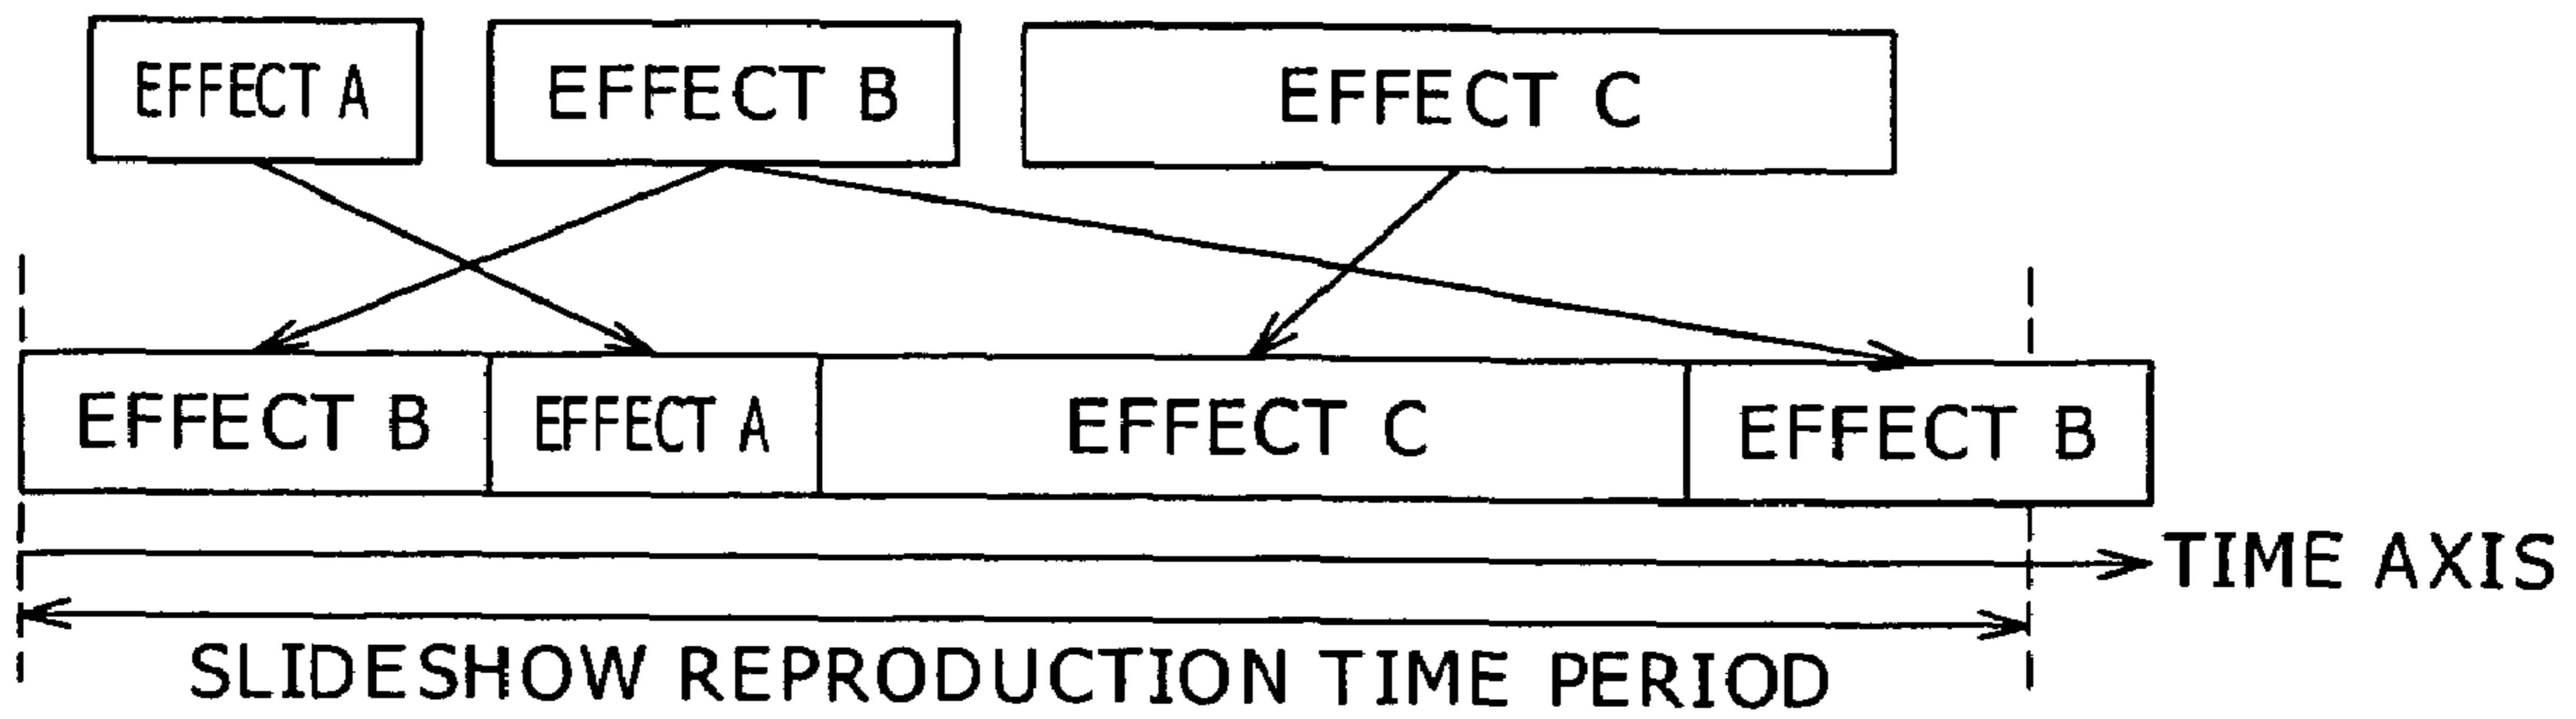 EFFECT A
EFFECT B
EFFECT C
EFFECT B
EFFECT A
EFFECT C
EFFECT B
TIME AXIS
SLIDESHOW REPRODUCTION TIME PERIOD